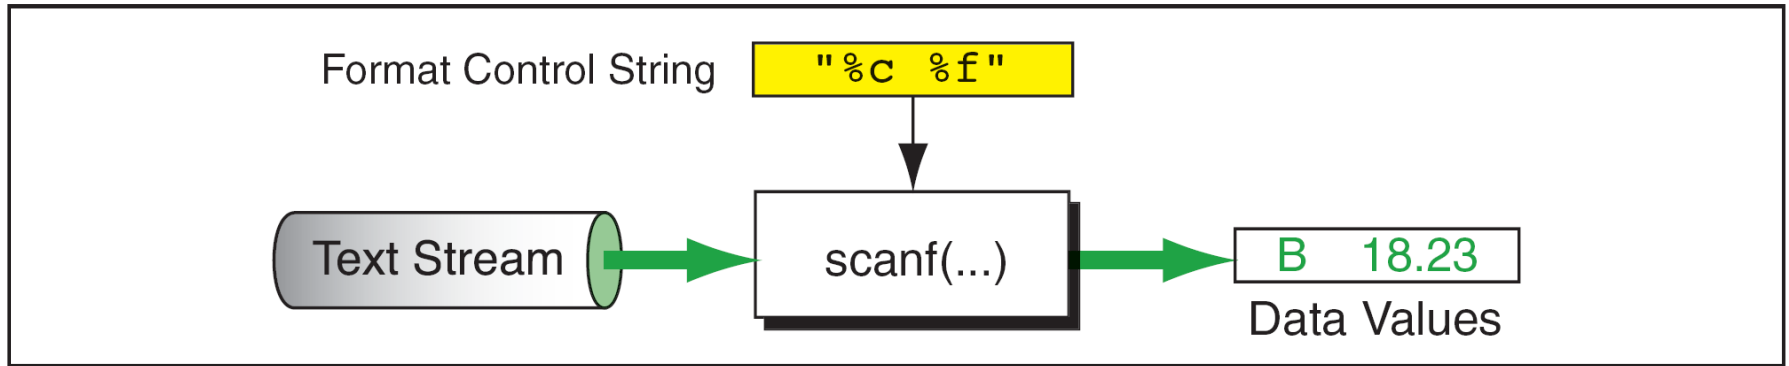 Format Control String "%c %f"
Text Stream scanf(...) B 18.23
Data Values